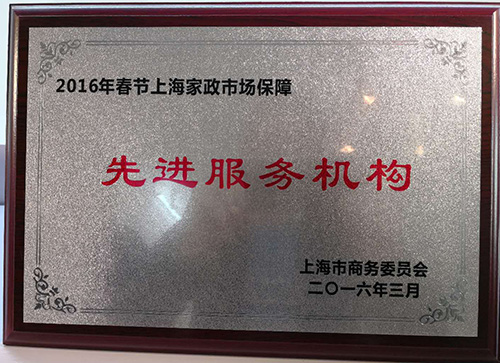 2016年春节上海家政市场保障
先进服务机构
上海市商务委员会
二〇一六年三月